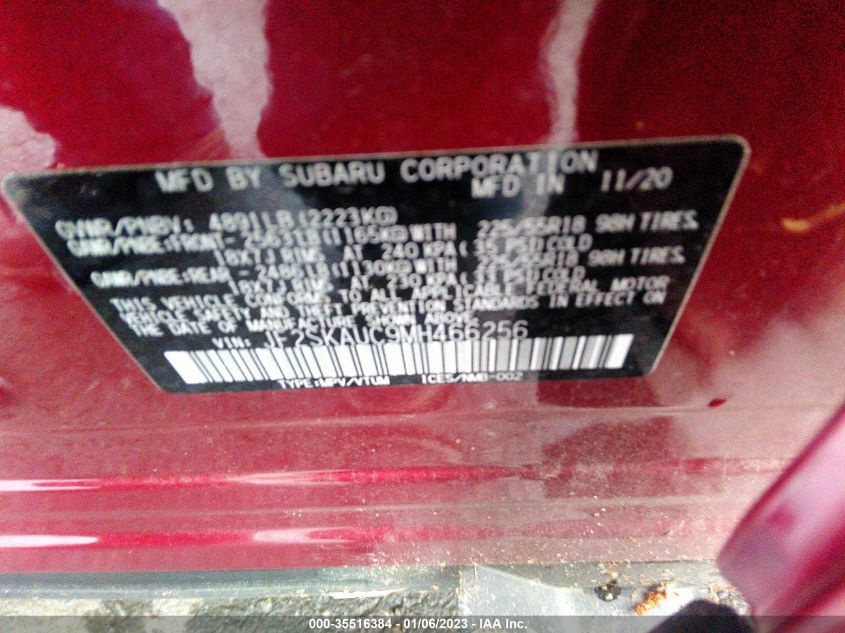 MFD BY SUBARU CORPORATION
MFD IN 11/20
GVWR/PNBV: 4891LB(2223KG)
GAWR/PNBE:FRONT-2563LB(1165KG)WITH 225/55R18 98H TIRES
18X7J RIMS AT 240 KPA(35 PSI)COLD
GAWR/PNBE:REAR-2486LB(1130KG)WITH 225/55R18 98H TIRES
18X7J RIMS AT 230 KPA(33 PSI)COLD
THIS VEHICLE CONFORMS TO ALL APPLICABLE FEDERAL MOTOR
VEHICLE SAFETY AND THEFT PREVENTION STANDARDS IN EFFECT ON
THE DATE OF MANUFACTURE SHOWN ABOVE.
VIN: JF2SKAUC9MH466256
TYPE:MPV/VTUM ICES/NMB-002
000-35516384 - 01/06/2023 - IAA Inc.